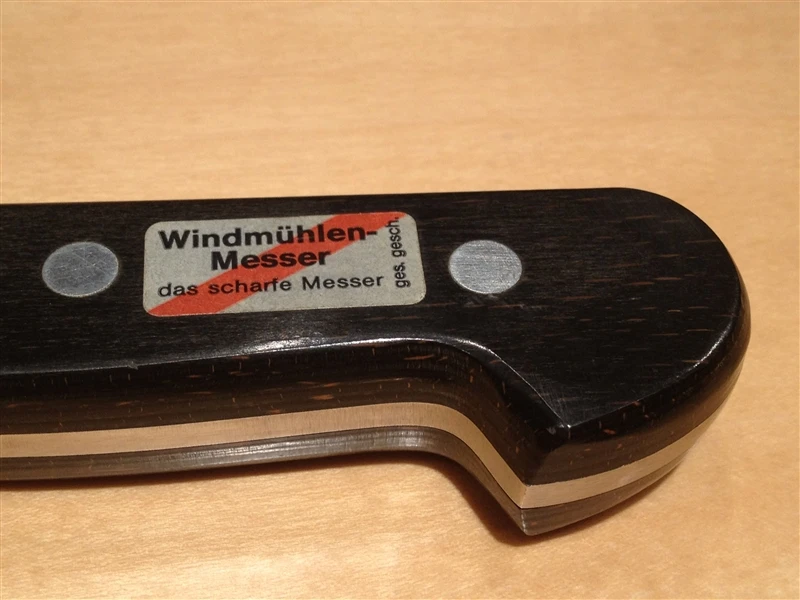 Windmühlen-
Messer
das scharfe Messer
ges. gesch.